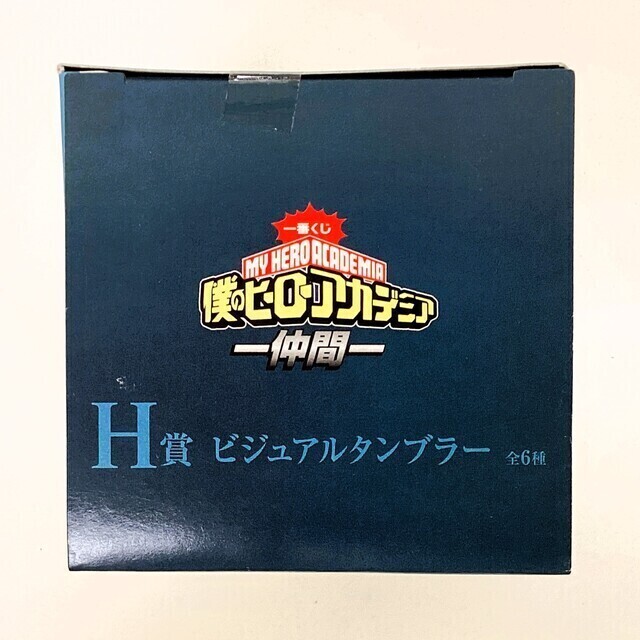 一番くじ
MY HERO ACADEMIA
僕のヒーローアカデミア
―仲間―
H賞 ビジュアルタンブラー 全6種